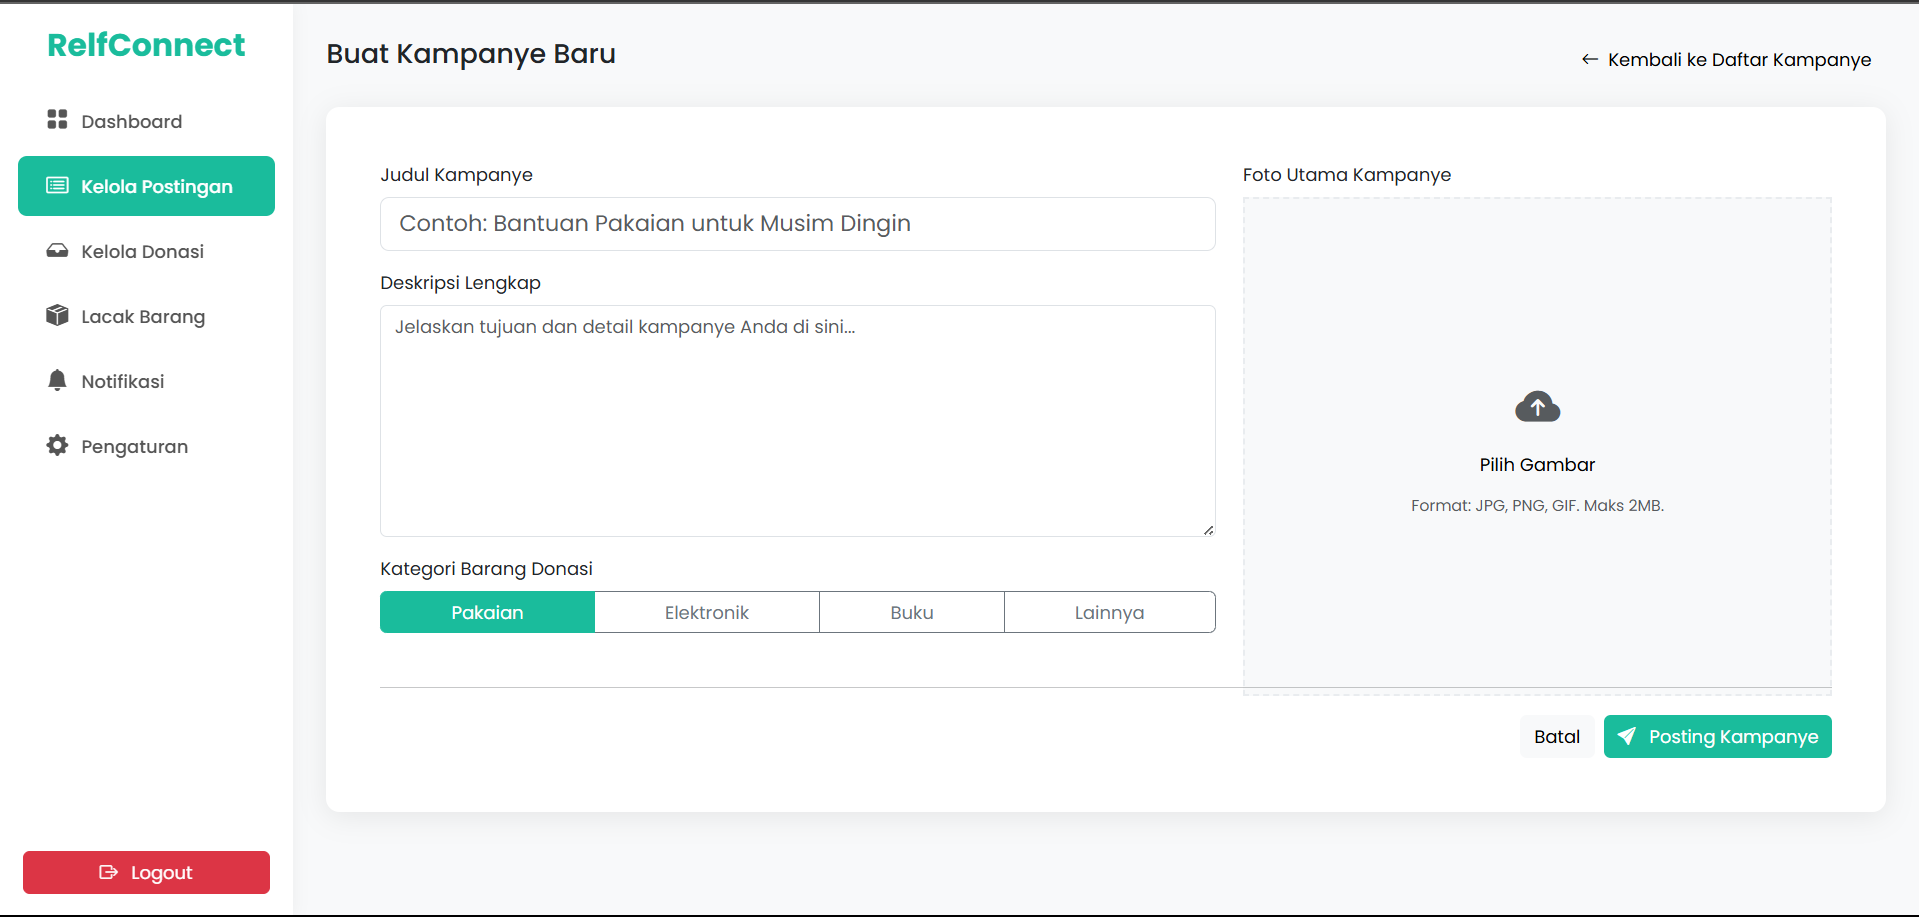 RelfConnect
Dashboard
Kelola Postingan
Kelola Donasi
Lacak Barang
Notifikasi
Pengaturan
Logout
Buat Kampanye Baru
← Kembali ke Daftar Kampanye
Judul Kampanye
Contoh: Bantuan Pakaian untuk Musim Dingin
Deskripsi Lengkap
Jelaskan tujuan dan detail kampanye Anda di sini...
Kategori Barang Donasi
Pakaian
Elektronik
Buku
Lainnya
Foto Utama Kampanye
Pilih Gambar
Format: JPG, PNG, GIF. Maks 2MB.
Batal
Posting Kampanye